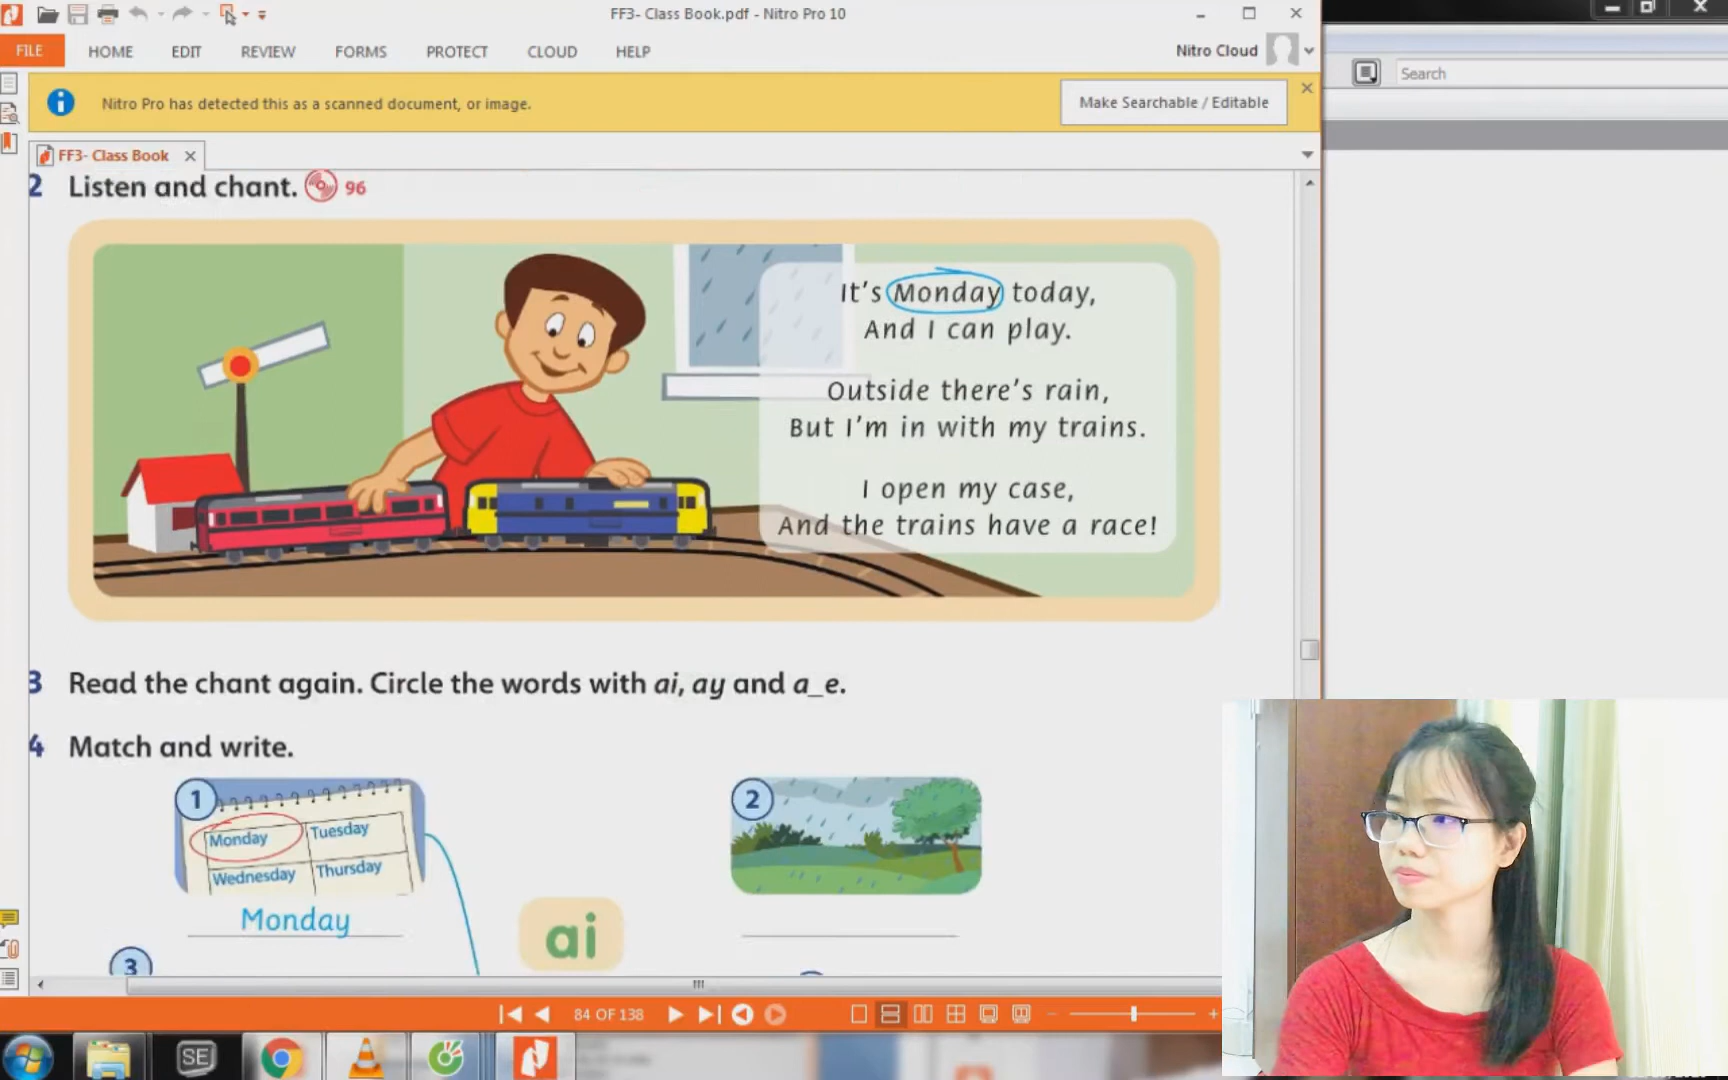 FF3- Class Book.pdf - Nitro Pro 10
FILE HOME EDIT REVIEW FORMS PROTECT CLOUD HELP
Nitro Cloud
Search
Nitro Pro has detected this as a scanned document, or image.
Make Searchable / Editable
FF3- Class Book
2 Listen and chant. 96
It's Monday today,
And I can play.
Outside there's rain,
But I'm in with my trains.
I open my case,
And the trains have a race!
3 Read the chant again. Circle the words with ai, ay and a_e.
4 Match and write.
1
Monday Tuesday
Wednesday Thursday
Monday
2
ai
3
84 OF 138
SE